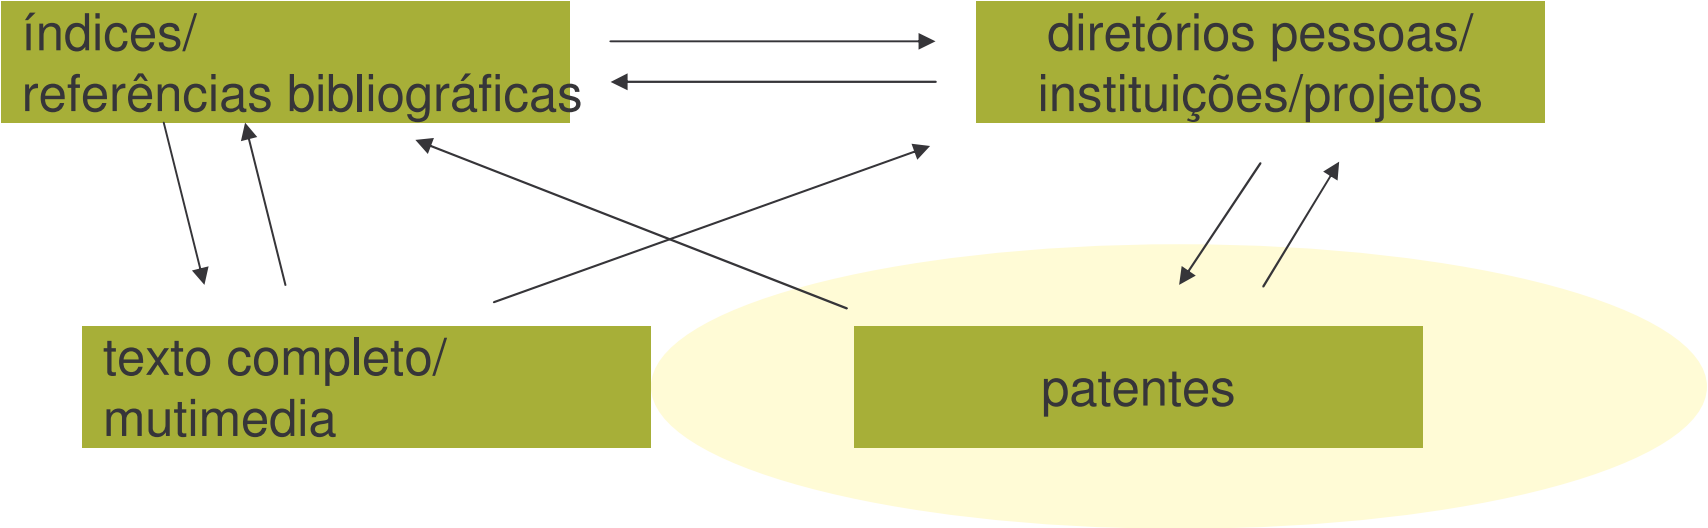 índices/
referências bibliográficas
diretórios pessoas/
instituições/projetos
texto completo/
mutimedia
patentes